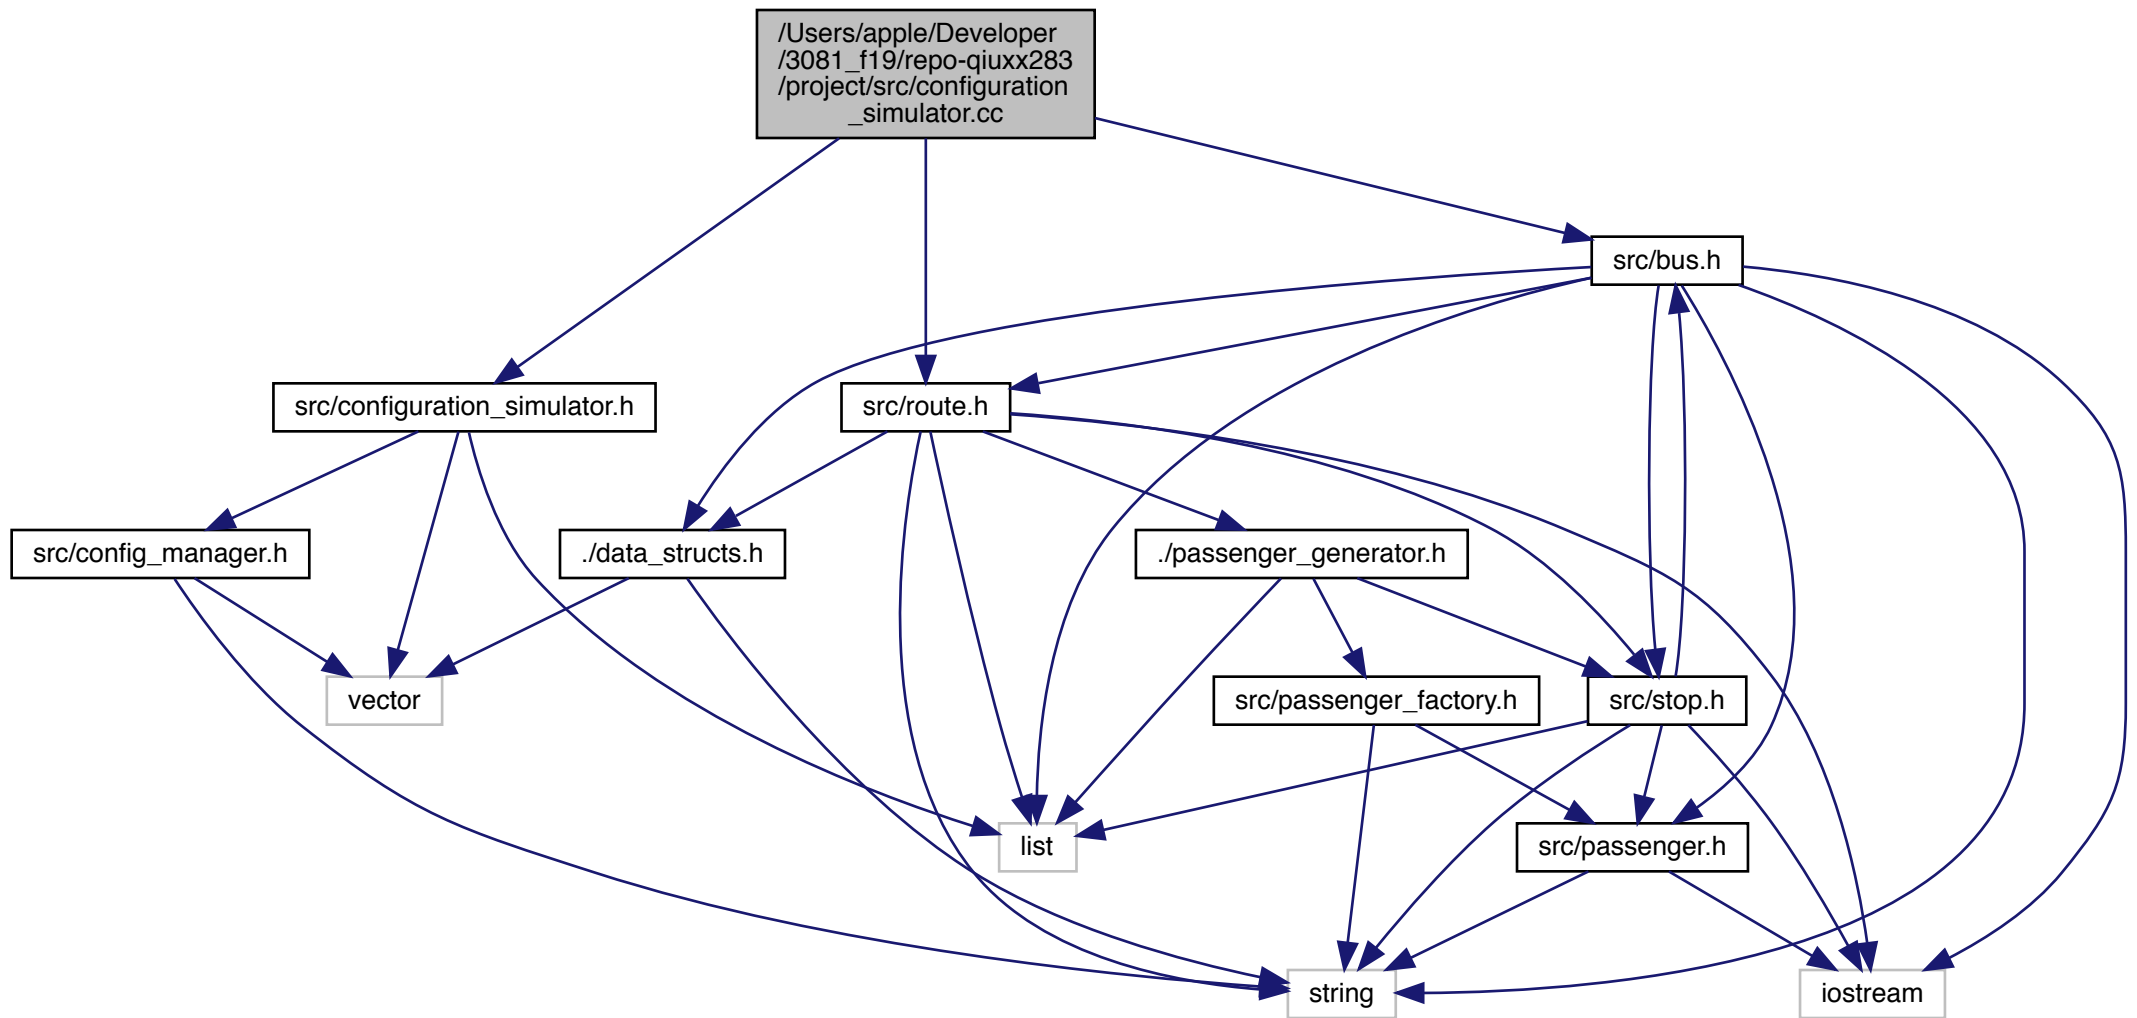 /Users/apple/Developer
/3081_f19/repo-qiuxx283
/project/src/configuration
_simulator.cc
src/bus.h
src/configuration_simulator.h
src/route.h
src/config_manager.h
./data_structs.h
./passenger_generator.h
vector
src/passenger_factory.h
src/stop.h
list
src/passenger.h
string
iostream